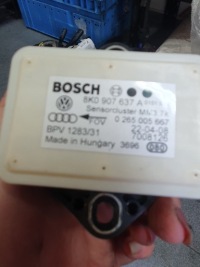 BOSCH
8K0 907 637 A
Sensorcluster
0 265 005 667
BPV 1283/31
22-04-08
7008126
Made in Hungary 3696